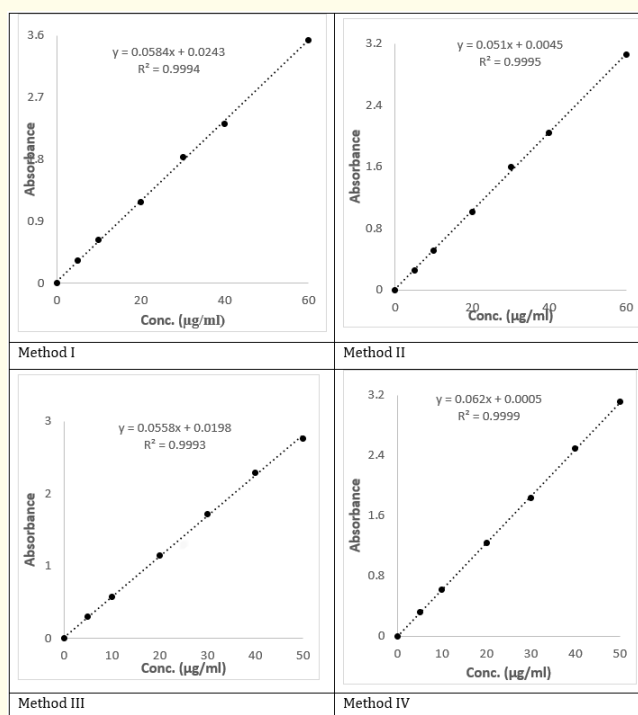 3.6
2.7
1.8
0.9
0
y = 0.0584x + 0.0243
R² = 0.9994
Absorbance
0 20 40 60
Conc. (µg/ml)
Method I
3.2
2.4
1.6
0.8
0
y = 0.051x + 0.0045
R² = 0.9995
Absorbance
0 20 40 60
Conc. (µg/ml)
Method II
3
2
1
0
y = 0.0558x + 0.0198
R² = 0.9993
Absorbance
0 10 20 30 40 50
Conc. (µg/ml)
Method III
3.2
2.4
1.6
0.8
0
y = 0.062x + 0.0005
R² = 0.9999
Absorbance
0 10 20 30 40 50
Conc. (µg/ml)
Method IV